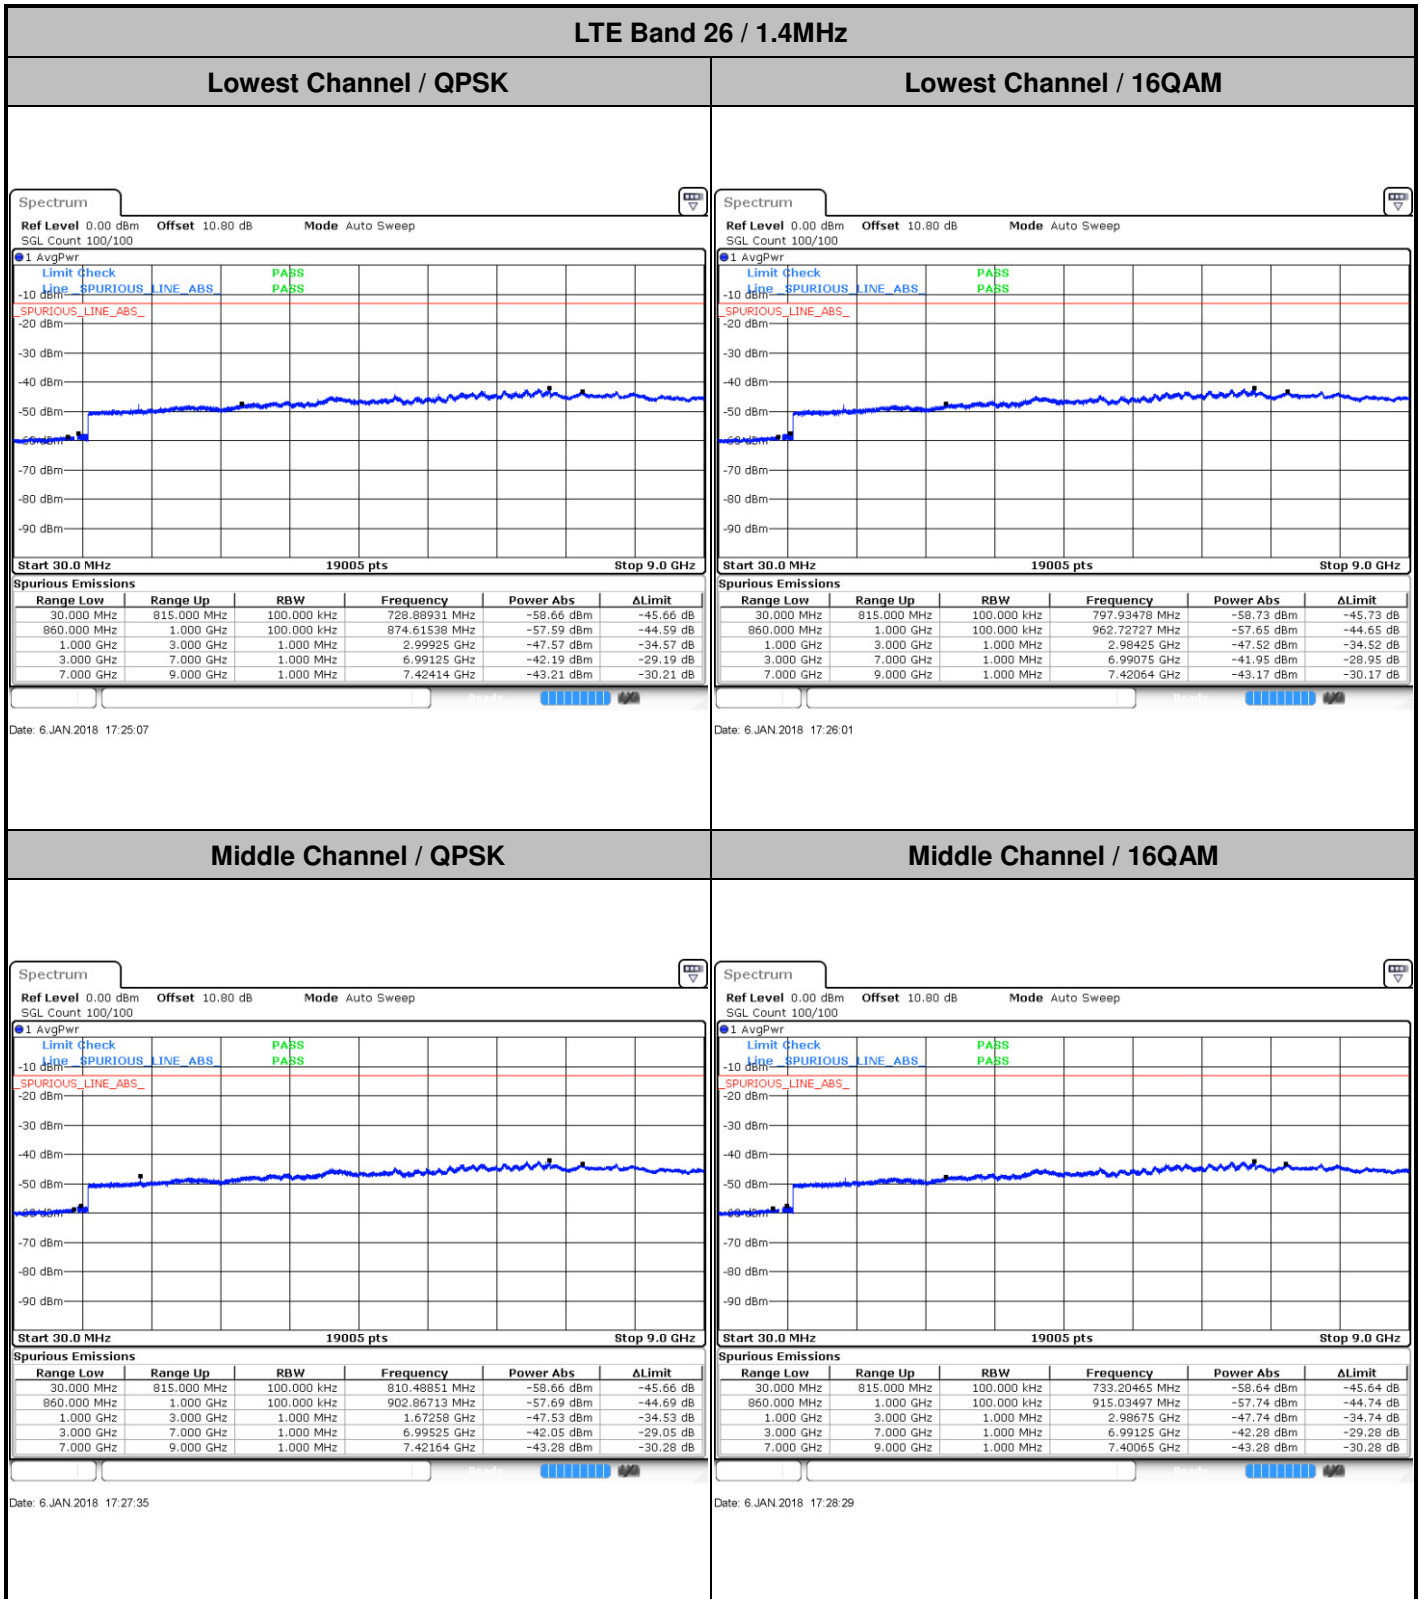 LTE Band 26 / 1.4MHz
Lowest Channel / QPSK
Lowest Channel / 16QAM
Spectrum
Ref Level 0.00 dBm Offset 10.80 dB Mode Auto Sweep
SGL Count 100/100
1 AvgPwr
Limit Check PASS
Line _SPURIOUS_LINE_ABS_ PASS
-10 dBm
_SPURIOUS_LINE_ABS_
-20 dBm
-30 dBm
-40 dBm
-50 dBm
-60 dBm
-70 dBm
-80 dBm
-90 dBm
Start 30.0 MHz 19005 pts Stop 9.0 GHz
Spurious Emissions
Range Low Range Up RBW Frequency Power Abs ΔLimit
30.000 MHz 815.000 MHz 100.000 kHz 728.88931 MHz -58.66 dBm -45.66 dB
860.000 MHz 1.000 GHz 100.000 kHz 874.61538 MHz -57.59 dBm -44.59 dB
1.000 GHz 3.000 GHz 1.000 MHz 2.99925 GHz -47.57 dBm -34.57 dB
3.000 GHz 7.000 GHz 1.000 MHz 6.99125 GHz -42.19 dBm -29.19 dB
7.000 GHz 9.000 GHz 1.000 MHz 7.42414 GHz -43.21 dBm -30.21 dB
Date: 6.JAN.2018 17:25:07
Spectrum
Ref Level 0.00 dBm Offset 10.80 dB Mode Auto Sweep
SGL Count 100/100
1 AvgPwr
Limit Check PASS
Line _SPURIOUS_LINE_ABS_ PASS
-10 dBm
_SPURIOUS_LINE_ABS_
-20 dBm
-30 dBm
-40 dBm
-50 dBm
-60 dBm
-70 dBm
-80 dBm
-90 dBm
Start 30.0 MHz 19005 pts Stop 9.0 GHz
Spurious Emissions
Range Low Range Up RBW Frequency Power Abs ΔLimit
30.000 MHz 815.000 MHz 100.000 kHz 797.93478 MHz -58.73 dBm -45.73 dB
860.000 MHz 1.000 GHz 100.000 kHz 962.72727 MHz -57.65 dBm -44.65 dB
1.000 GHz 3.000 GHz 1.000 MHz 2.98425 GHz -47.52 dBm -34.52 dB
3.000 GHz 7.000 GHz 1.000 MHz 6.99075 GHz -41.95 dBm -28.95 dB
7.000 GHz 9.000 GHz 1.000 MHz 7.42064 GHz -43.17 dBm -30.17 dB
Date: 6.JAN.2018 17:26:01
Middle Channel / QPSK
Middle Channel / 16QAM
Spectrum
Ref Level 0.00 dBm Offset 10.80 dB Mode Auto Sweep
SGL Count 100/100
1 AvgPwr
Limit Check PASS
Line _SPURIOUS_LINE_ABS_ PASS
-10 dBm
_SPURIOUS_LINE_ABS_
-20 dBm
-30 dBm
-40 dBm
-50 dBm
-60 dBm
-70 dBm
-80 dBm
-90 dBm
Start 30.0 MHz 19005 pts Stop 9.0 GHz
Spurious Emissions
Range Low Range Up RBW Frequency Power Abs ΔLimit
30.000 MHz 815.000 MHz 100.000 kHz 810.48851 MHz -58.66 dBm -45.66 dB
860.000 MHz 1.000 GHz 100.000 kHz 902.86713 MHz -57.69 dBm -44.69 dB
1.000 GHz 3.000 GHz 1.000 MHz 1.67258 GHz -47.53 dBm -34.53 dB
3.000 GHz 7.000 GHz 1.000 MHz 6.99525 GHz -42.05 dBm -29.05 dB
7.000 GHz 9.000 GHz 1.000 MHz 7.42164 GHz -43.28 dBm -30.28 dB
Date: 6.JAN.2018 17:27:35
Spectrum
Ref Level 0.00 dBm Offset 10.80 dB Mode Auto Sweep
SGL Count 100/100
1 AvgPwr
Limit Check PASS
Line _SPURIOUS_LINE_ABS_ PASS
-10 dBm
_SPURIOUS_LINE_ABS_
-20 dBm
-30 dBm
-40 dBm
-50 dBm
-60 dBm
-70 dBm
-80 dBm
-90 dBm
Start 30.0 MHz 19005 pts Stop 9.0 GHz
Spurious Emissions
Range Low Range Up RBW Frequency Power Abs ΔLimit
30.000 MHz 815.000 MHz 100.000 kHz 733.20465 MHz -58.64 dBm -45.64 dB
860.000 MHz 1.000 GHz 100.000 kHz 915.03497 MHz -57.74 dBm -44.74 dB
1.000 GHz 3.000 GHz 1.000 MHz 2.98675 GHz -47.74 dBm -34.74 dB
3.000 GHz 7.000 GHz 1.000 MHz 6.99125 GHz -42.28 dBm -29.28 dB
7.000 GHz 9.000 GHz 1.000 MHz 7.40065 GHz -43.28 dBm -30.28 dB
Date: 6.JAN.2018 17:28:29